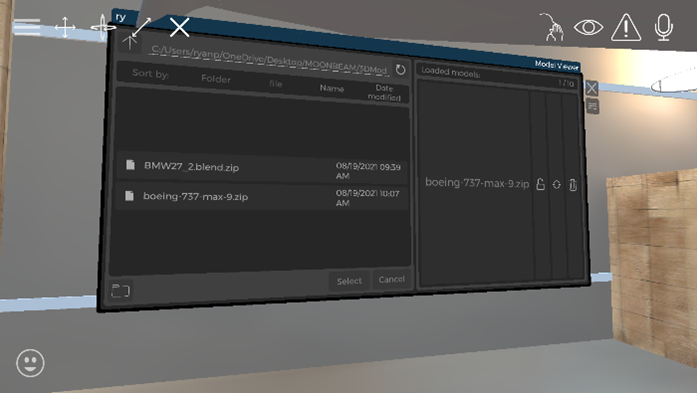 ry
Model Viewer
C:/Users/ryanp/OneDrive/Desktop/MOONBEAM/3DMod
Sort by:
Folder
file
Name
Date modified
BMW27_2.blend.zip
08/19/2021 09:39 AM
boeing-737-max-9.zip
08/19/2021 10:07 AM
Select
Cancel
Loaded models:
1/10
boeing-737-max-9.zip